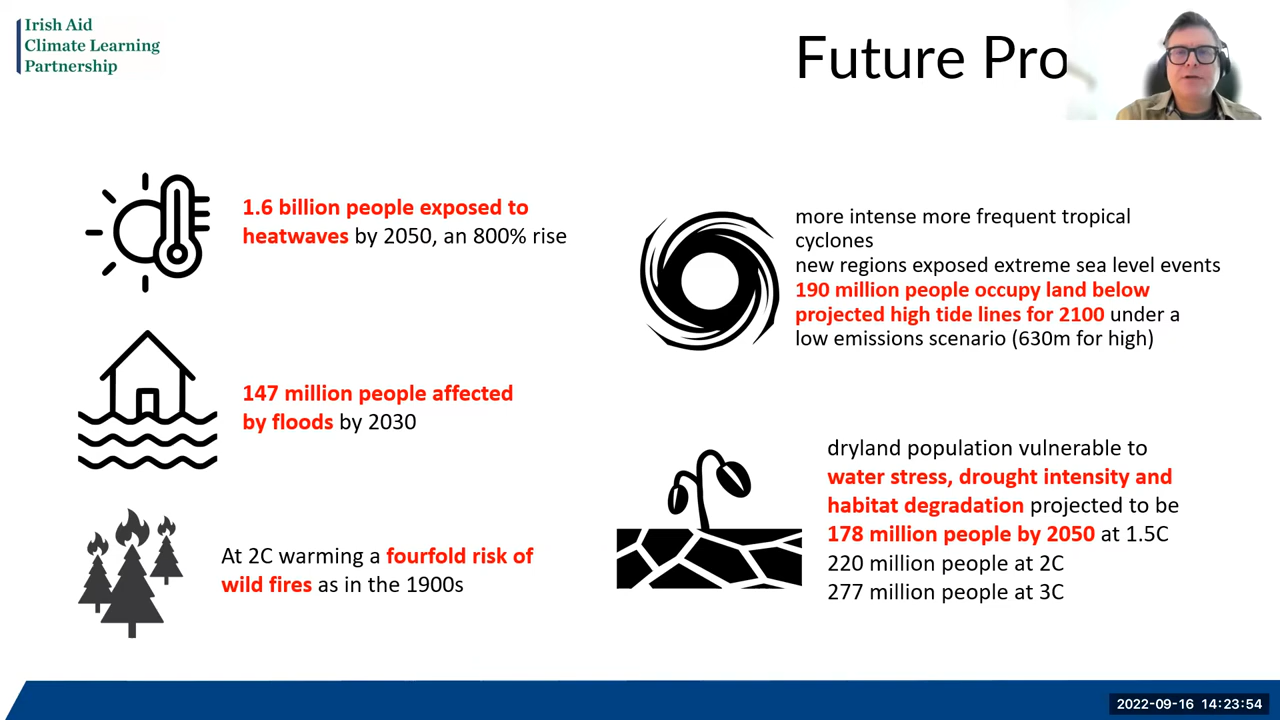 Irish Aid
Climate Learning
Partnership
Future Pro
1.6 billion people exposed to
heatwaves by 2050, an 800% rise
147 million people affected
by floods by 2030
At 2C warming a fourfold risk of
wild fires as in the 1900s
more intense more frequent tropical
cyclones
new regions exposed extreme sea level events
190 million people occupy land below
projected high tide lines for 2100 under a
low emissions scenario (630m for high)
dryland population vulnerable to
water stress, drought intensity and
habitat degradation projected to be
178 million people by 2050 at 1.5C
220 million people at 2C
277 million people at 3C
2022-09-16 14:23:54